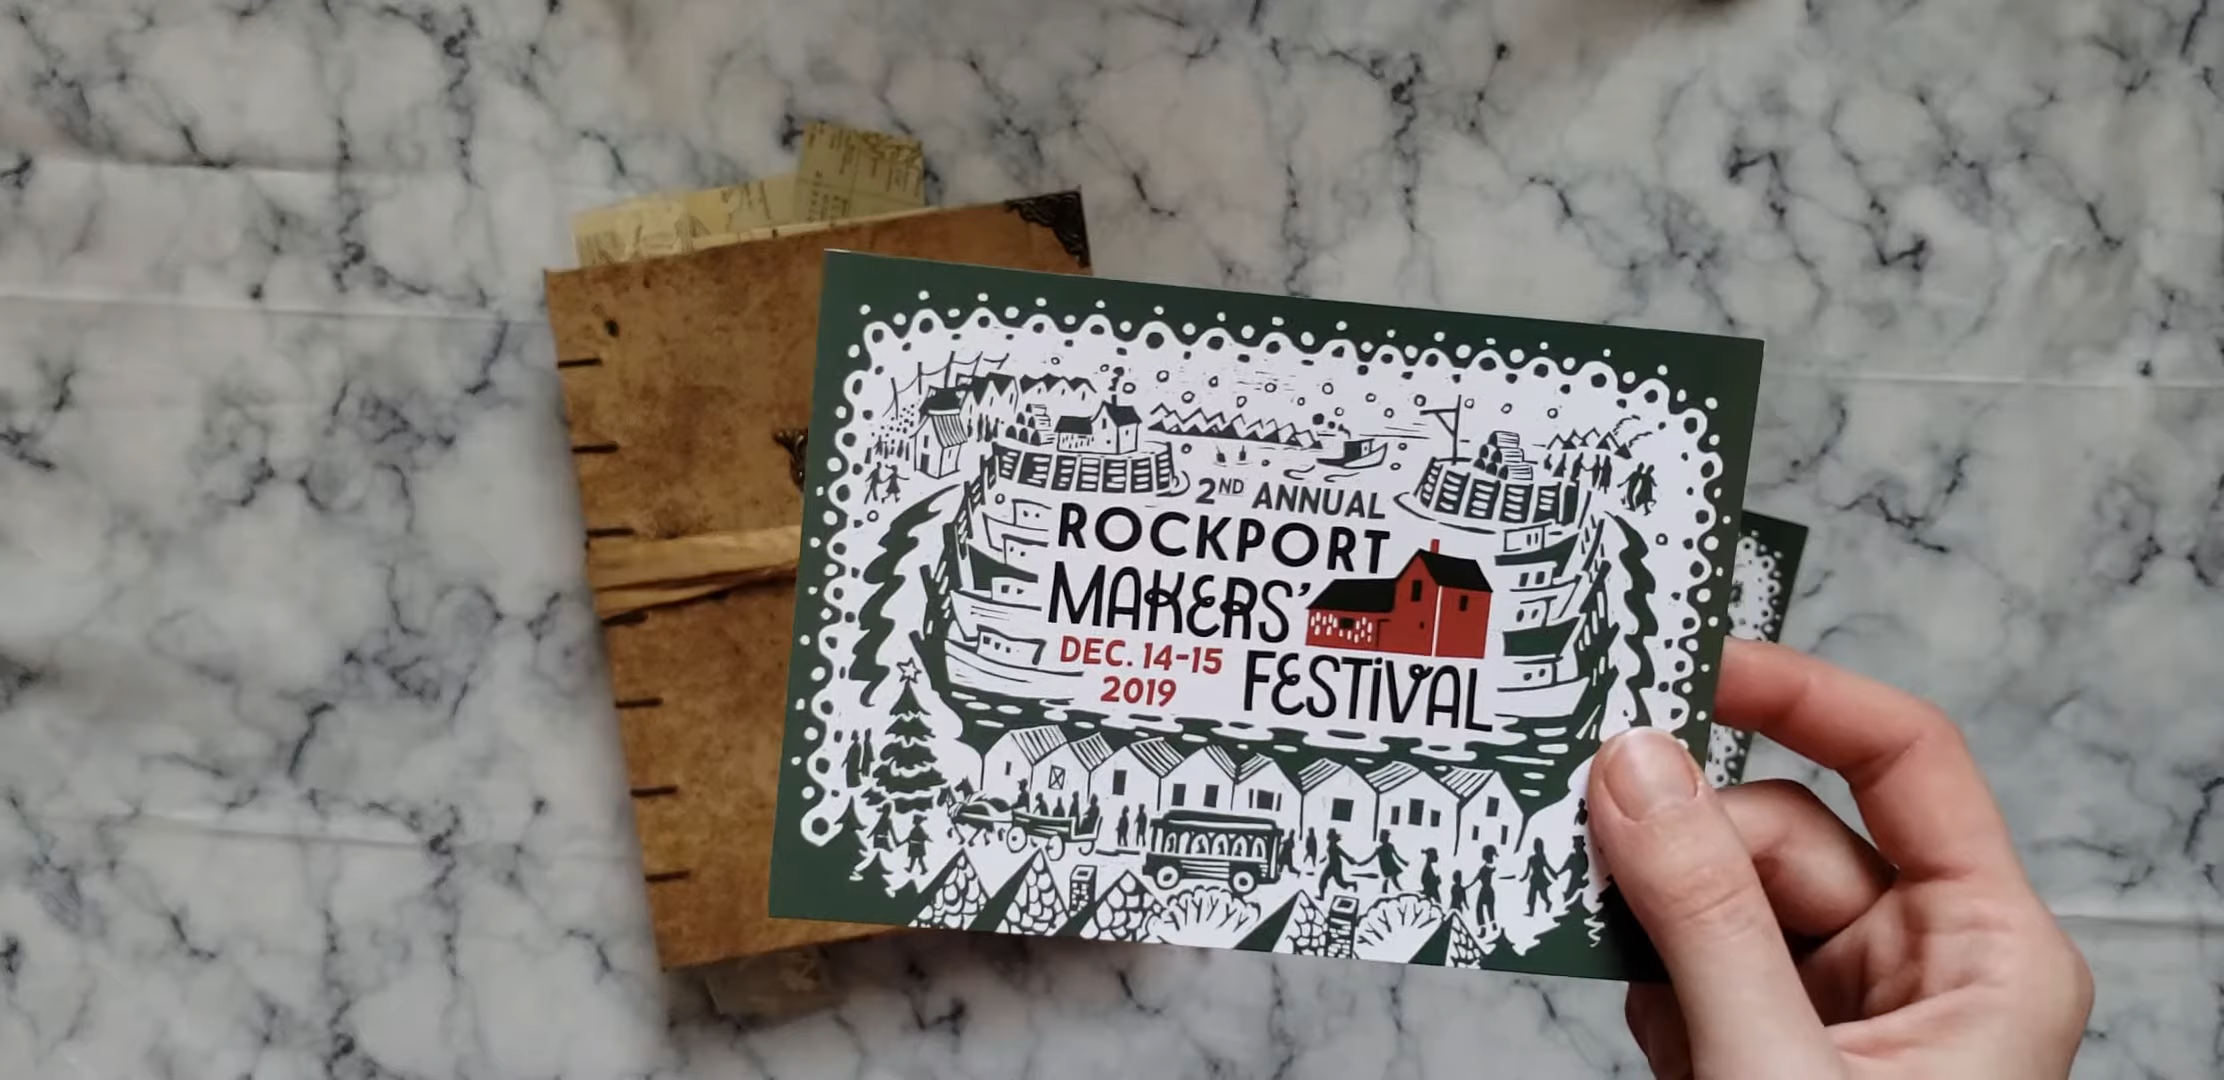 2ND ANNUAL
ROCKPORT
MAKERS'
DEC. 14-15
2019
FESTIVAL